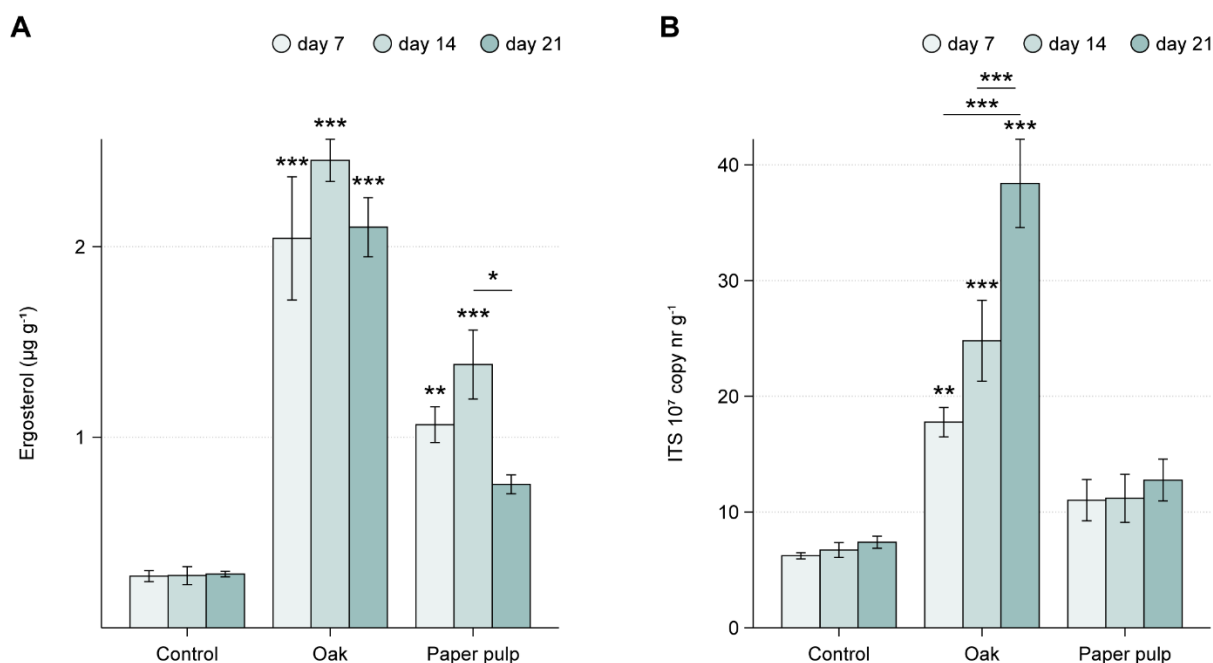 A
day 7 day 14 day 21
***
***
***
*
***
**
2
1
Ergosterol (µg g⁻¹)
Control Oak Paper pulp
B
day 7 day 14 day 21
***
***
***
***
**
40
30
20
10
0
ITS 10⁷ copy nr g⁻¹
Control Oak Paper pulp